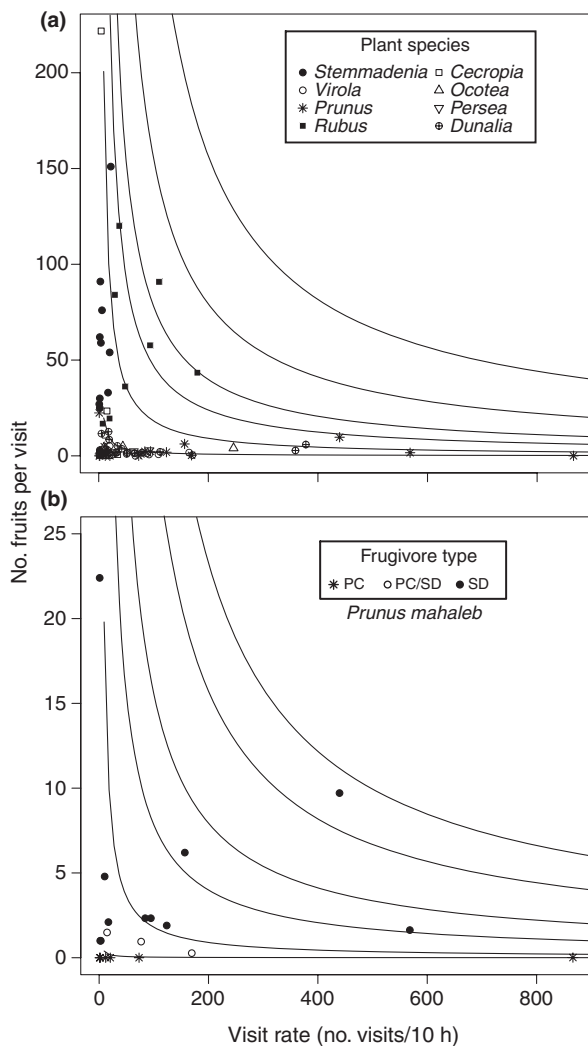 (a)
200
150
100
50
0
Plant species
Stemmadenia
Virola
Prunus
Rubus
Cecropia
Ocotea
Persea
Dunalia
No. fruits per visit
(b)
25
20
15
10
5
0
Frugivore type
PC PC/SD SD
Prunus mahaleb
0 200 400 600 800
Visit rate (no. visits/10 h)